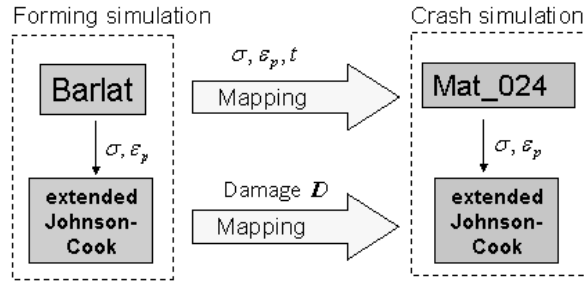 Forming simulation
Crash simulation
σ, εₚ, t
Barlat
Mapping
Mat_024
σ, εₚ
σ, εₚ
Damage D
extended
Johnson-
Cook
Mapping
extended
Johnson-
Cook